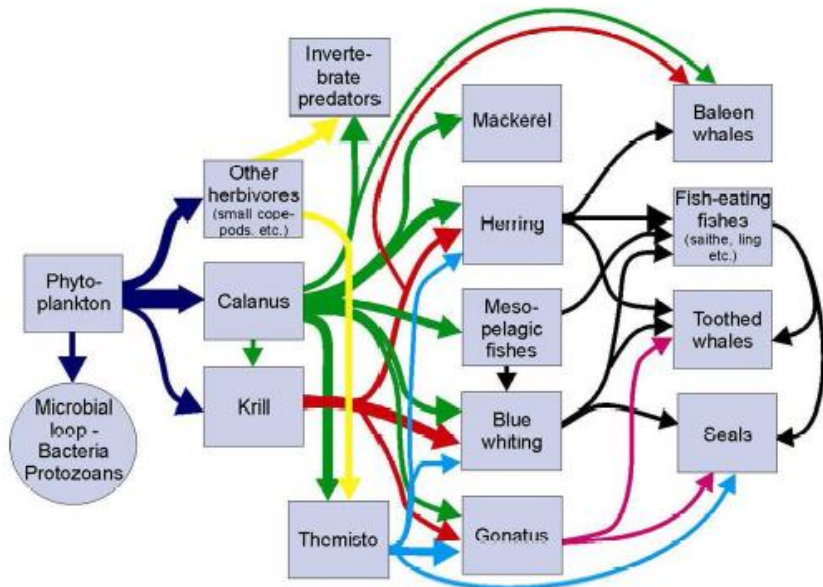 Inverte-
brate
predators
Mackerel
Baleen
whales
Other
herbivores
(small cope-
pods. etc.)
Herring
Fish-eating
fishes
(saithe, ling
etc.)
Phyto-
plankton
Calanus
Meso-
pelagic
fishes
Toothed
whales
Microbial
loop -
Bacteria
Protozoans
Krill
Blue
whiting
Seals
Themisto
Gonatus